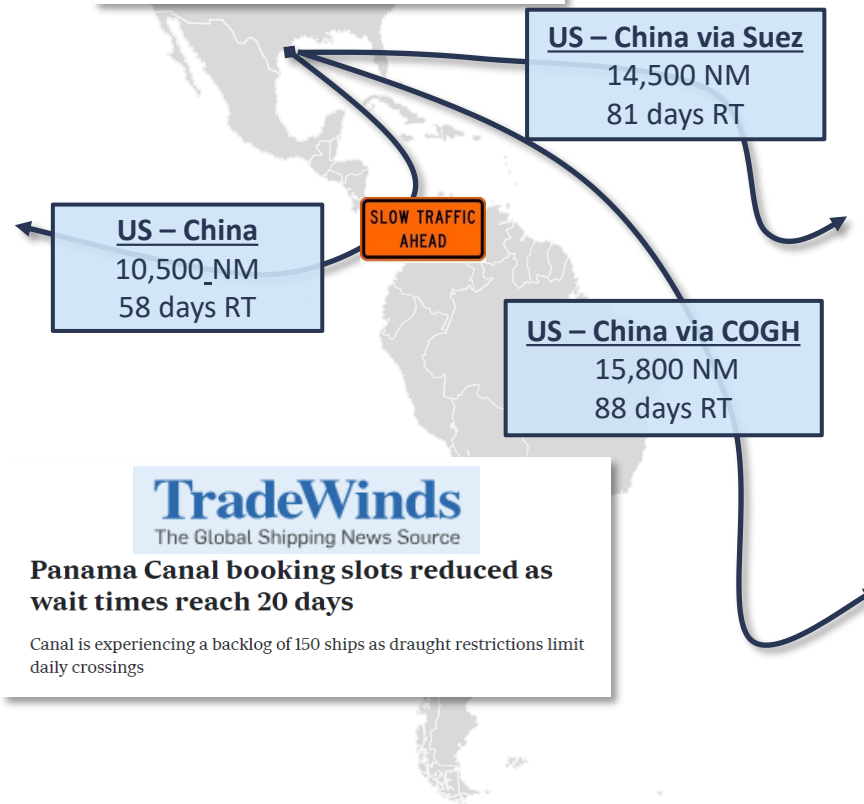 US – China via Suez
14,500 NM
81 days RT
SLOW TRAFFIC
AHEAD
US – China
10,500 NM
58 days RT
US – China via COGH
15,800 NM
88 days RT
TradeWinds
The Global Shipping News Source
Panama Canal booking slots reduced as
wait times reach 20 days
Canal is experiencing a backlog of 150 ships as draught restrictions limit
daily crossings